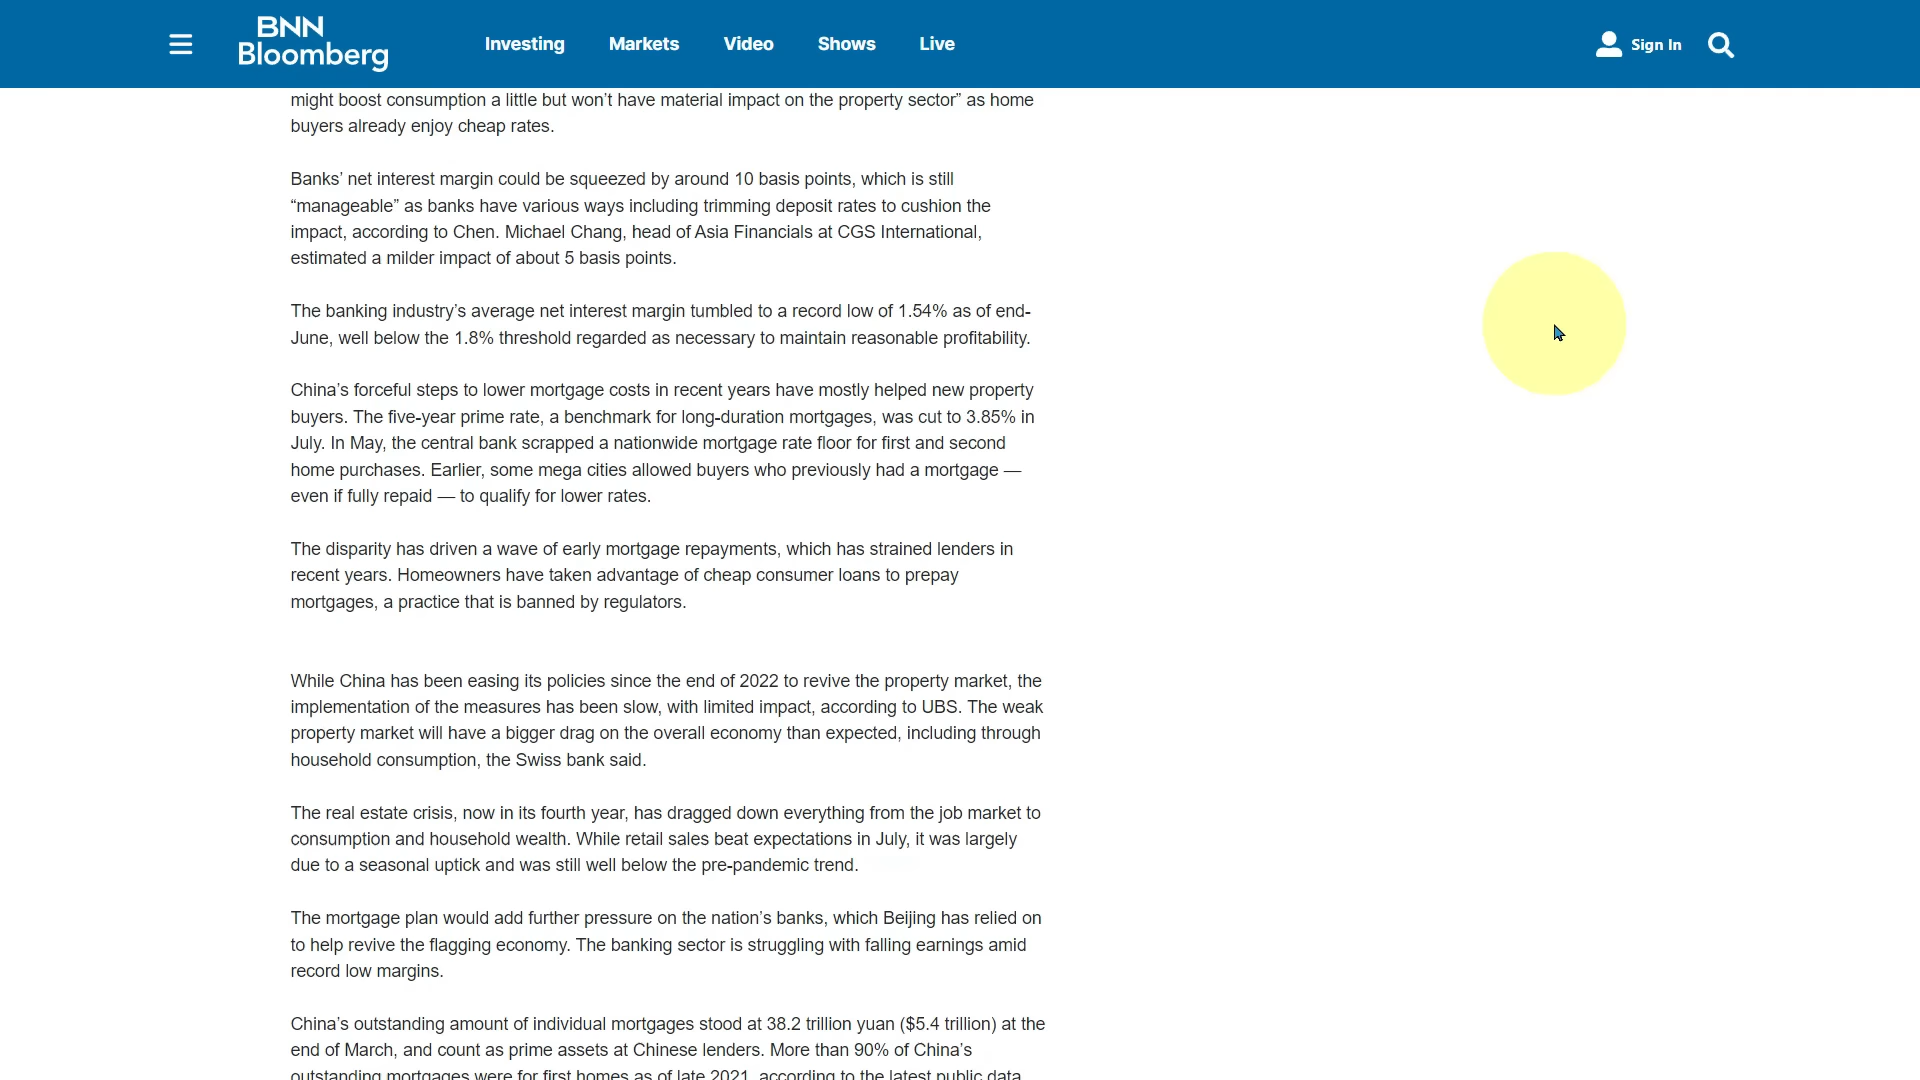 BNN
Bloomberg
Investing
Markets
Video
Shows
Live
Sign In
might boost consumption a little but won’t have material impact on the property sector” as home
buyers already enjoy cheap rates.
Banks’ net interest margin could be squeezed by around 10 basis points, which is still
“manageable” as banks have various ways including trimming deposit rates to cushion the
impact, according to Chen. Michael Chang, head of Asia Financials at CGS International,
estimated a milder impact of about 5 basis points.
The banking industry’s average net interest margin tumbled to a record low of 1.54% as of end-
June, well below the 1.8% threshold regarded as necessary to maintain reasonable profitability.
China’s forceful steps to lower mortgage costs in recent years have mostly helped new property
buyers. The five-year prime rate, a benchmark for long-duration mortgages, was cut to 3.85% in
July. In May, the central bank scrapped a nationwide mortgage rate floor for first and second
home purchases. Earlier, some mega cities allowed buyers who previously had a mortgage —
even if fully repaid — to qualify for lower rates.
The disparity has driven a wave of early mortgage repayments, which has strained lenders in
recent years. Homeowners have taken advantage of cheap consumer loans to prepay
mortgages, a practice that is banned by regulators.
While China has been easing its policies since the end of 2022 to revive the property market, the
implementation of the measures has been slow, with limited impact, according to UBS. The weak
property market will have a bigger drag on the overall economy than expected, including through
household consumption, the Swiss bank said.
The real estate crisis, now in its fourth year, has dragged down everything from the job market to
consumption and household wealth. While retail sales beat expectations in July, it was largely
due to a seasonal uptick and was still well below the pre-pandemic trend.
The mortgage plan would add further pressure on the nation’s banks, which Beijing has relied on
to help revive the flagging economy. The banking sector is struggling with falling earnings amid
record low margins.
China’s outstanding amount of individual mortgages stood at 38.2 trillion yuan ($5.4 trillion) at the
end of March, and count as prime assets at Chinese lenders. More than 90% of China’s
outstanding mortgages were for first homes as of late 2021, according to the latest public data